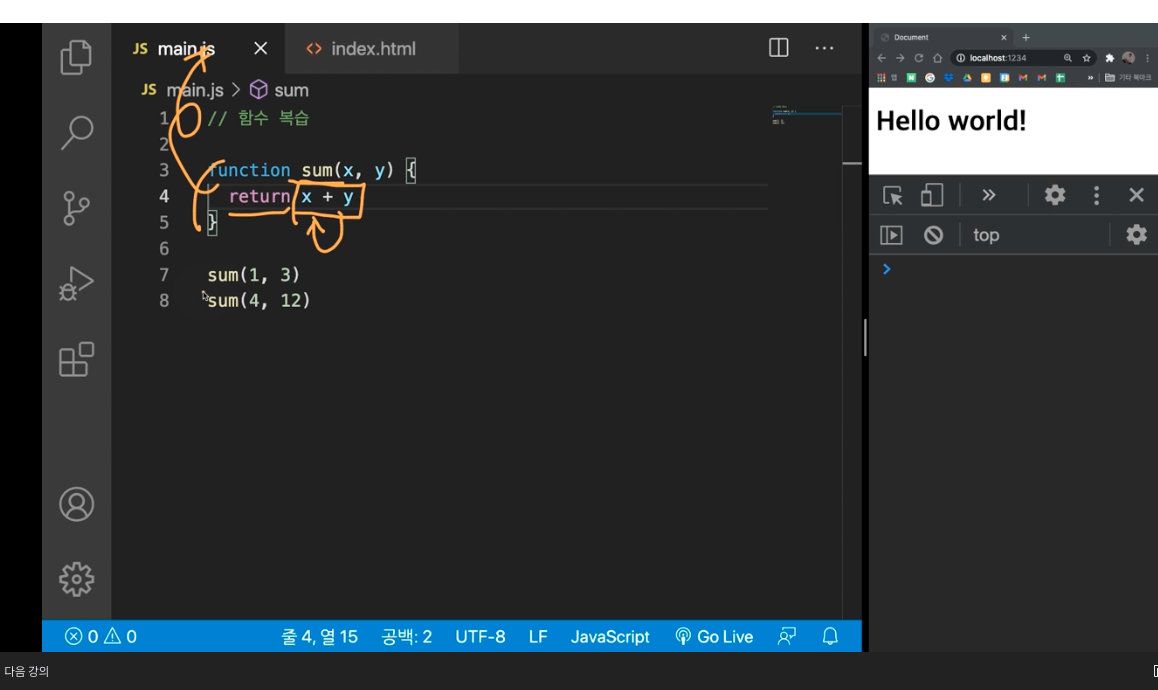 JS main.js
<> index.html
JS main.js > sum
1 // 함수 복습
2
3 function sum(x, y) {
4 return x + y
5 }
6
7 sum(1, 3)
8 sum(4, 12)
0 0 줄 4, 열 15 공백: 2 UTF-8 LF JavaScript Go Live
Document
localhost:1234
기타 북마크
Hello world!
top
다음 강의